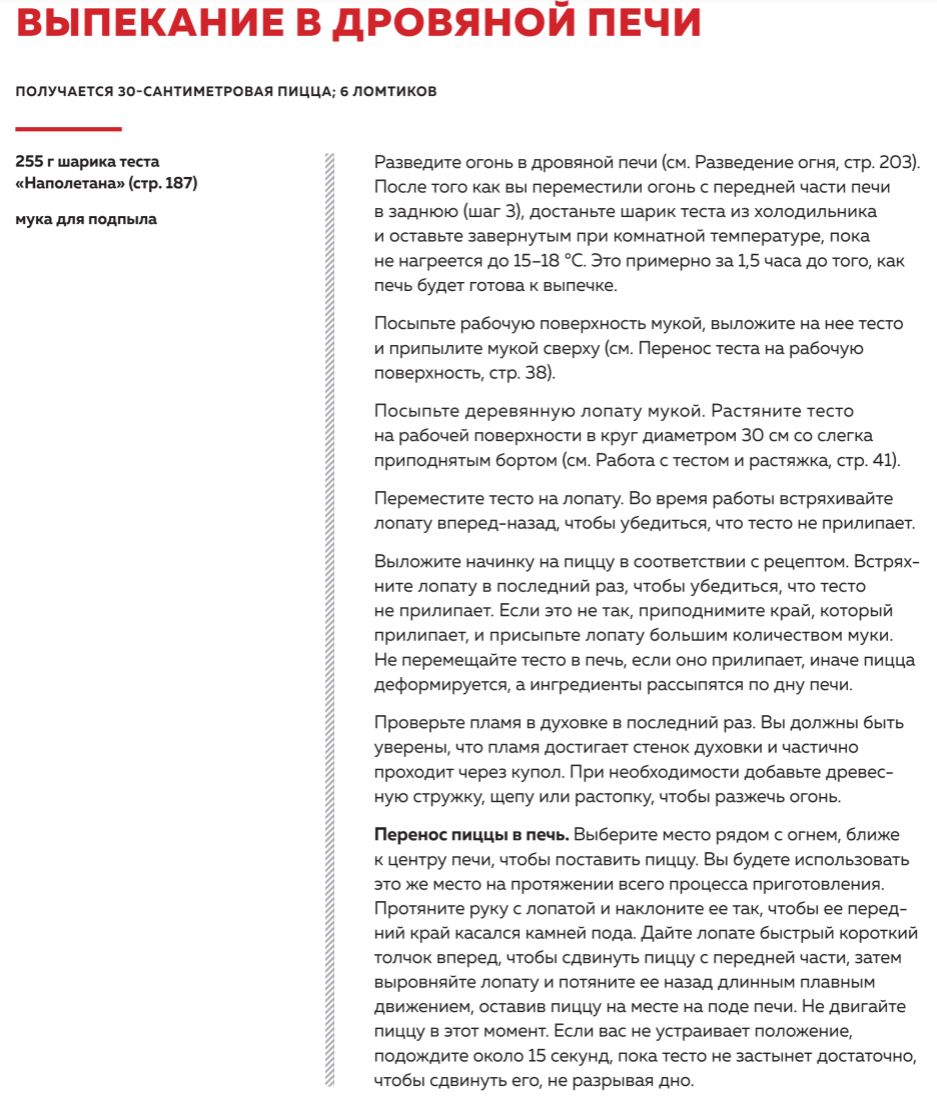 ВЫПЕКАНИЕ В ДРОВЯНОЙ ПЕЧИ
ПОЛУЧАЕТСЯ 30-САНТИМЕТРОВАЯ ПИЦЦА; 6 ЛОМТИКОВ
255 г шарика теста
«Наполетана» (стр. 187)
мука для подпыла
Разведите огонь в дровяной печи (см. Разведение огня, стр. 203).
После того как вы переместили огонь с передней части печи
в заднюю (шаг 3), достаньте шарик теста из холодильника
и оставьте завернутым при комнатной температуре, пока
не нагреется до 15–18 °C. Это примерно за 1,5 часа до того, как
печь будет готова к выпечке.
Посыпьте рабочую поверхность мукой, выложите на нее тесто
и припылите мукой сверху (см. Перенос теста на рабочую
поверхность, стр. 38).
Посыпьте деревянную лопату мукой. Растяните тесто
на рабочей поверхности в круг диаметром 30 см со слегка
приподнятым бортом (см. Работа с тестом и растяжка, стр. 41).
Переместите тесто на лопату. Во время работы встряхивайте
лопату вперед-назад, чтобы убедиться, что тесто не прилипает.
Выложите начинку на пиццу в соответствии с рецептом. Встрях-
ните лопату в последний раз, чтобы убедиться, что тесто
не прилипает. Если это не так, приподнимите край, который
прилипает, и присыпьте лопату большим количеством муки.
Не перемещайте тесто в печь, если оно прилипает, иначе пицца
деформируется, а ингредиенты рассыпятся по дну печи.
Проверьте пламя в духовке в последний раз. Вы должны быть
уверены, что пламя достигает стенок духовки и частично
проходит через купол. При необходимости добавьте древес-
ную стружку, щепу или растопку, чтобы разжечь огонь.
Перенос пиццы в печь. Выберите место рядом с огнем, ближе
к центру печи, чтобы поставить пиццу. Вы будете использовать
это же место на протяжении всего процесса приготовления.
Протяните руку с лопатой и наклоните ее так, чтобы ее перед-
ний край касался камней пода. Дайте лопате быстрый короткий
толчок вперед, чтобы сдвинуть пиццу с передней части, затем
выровняйте лопату и потяните ее назад длинным плавным
движением, оставив пиццу на месте на поде печи. Не двигайте
пиццу в этот момент. Если вас не устраивает положение,
подождите около 15 секунд, пока тесто не застынет достаточно,
чтобы сдвинуть его, не разрывая дно.